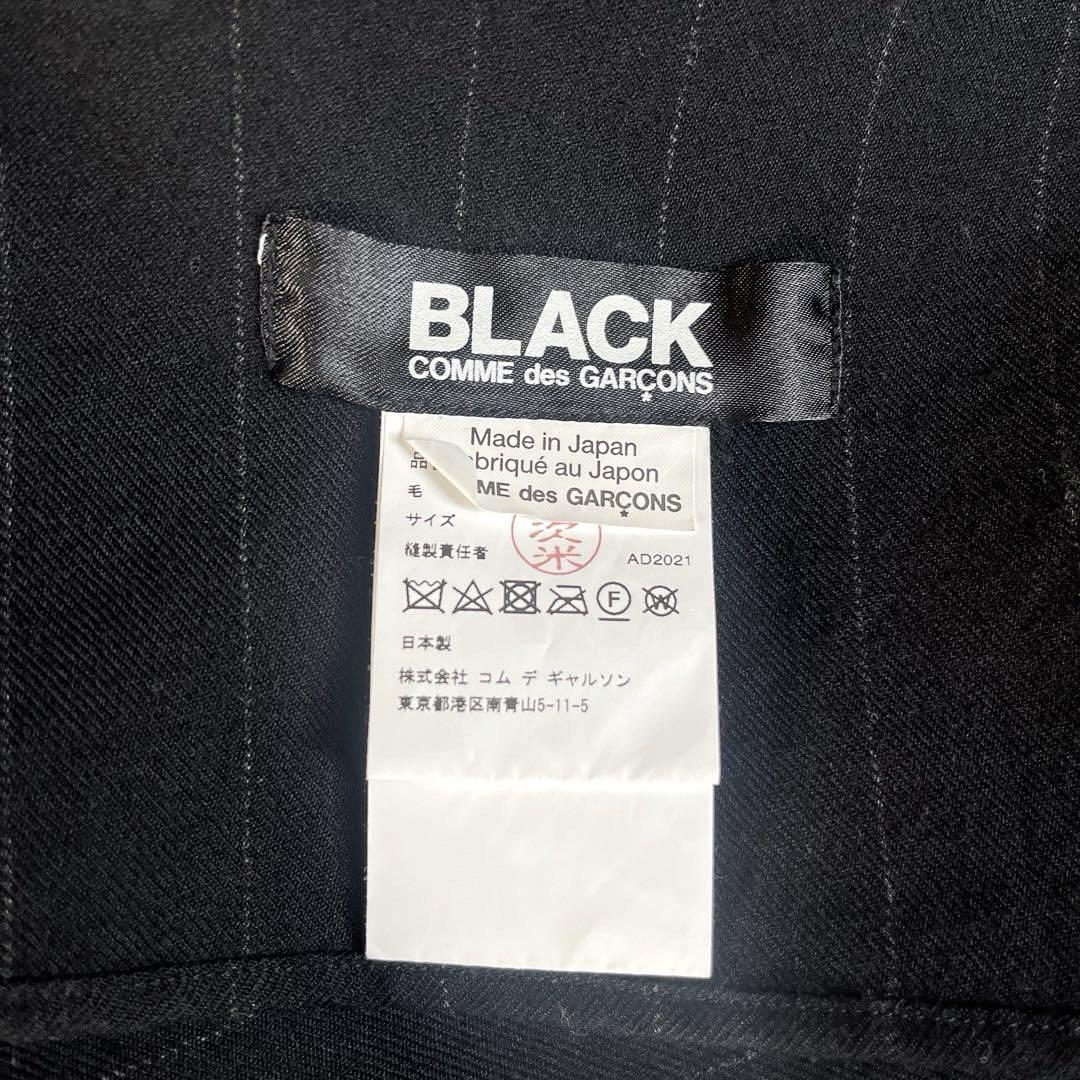 BLACK
COMME des GARÇONS
Made in Japan
briqué au Japon
ME des GARÇONS
品
毛
サイズ
縫製責任者
次米
AD2021
F
W
日本製
株式会社 コム デ ギャルソン
東京都港区南青山5-11-5